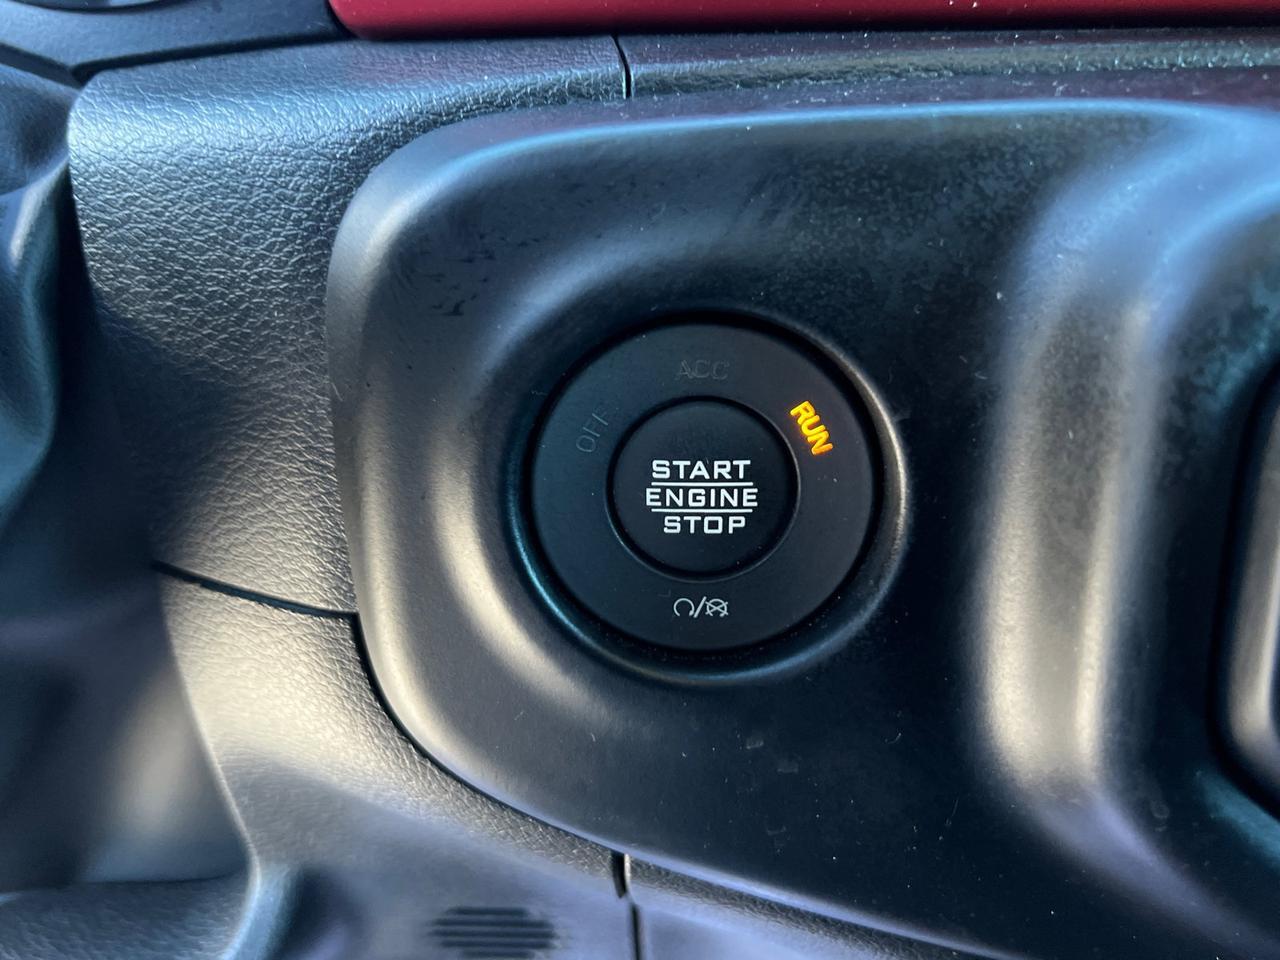 ACC
OFF
RUN
START
ENGINE
STOP